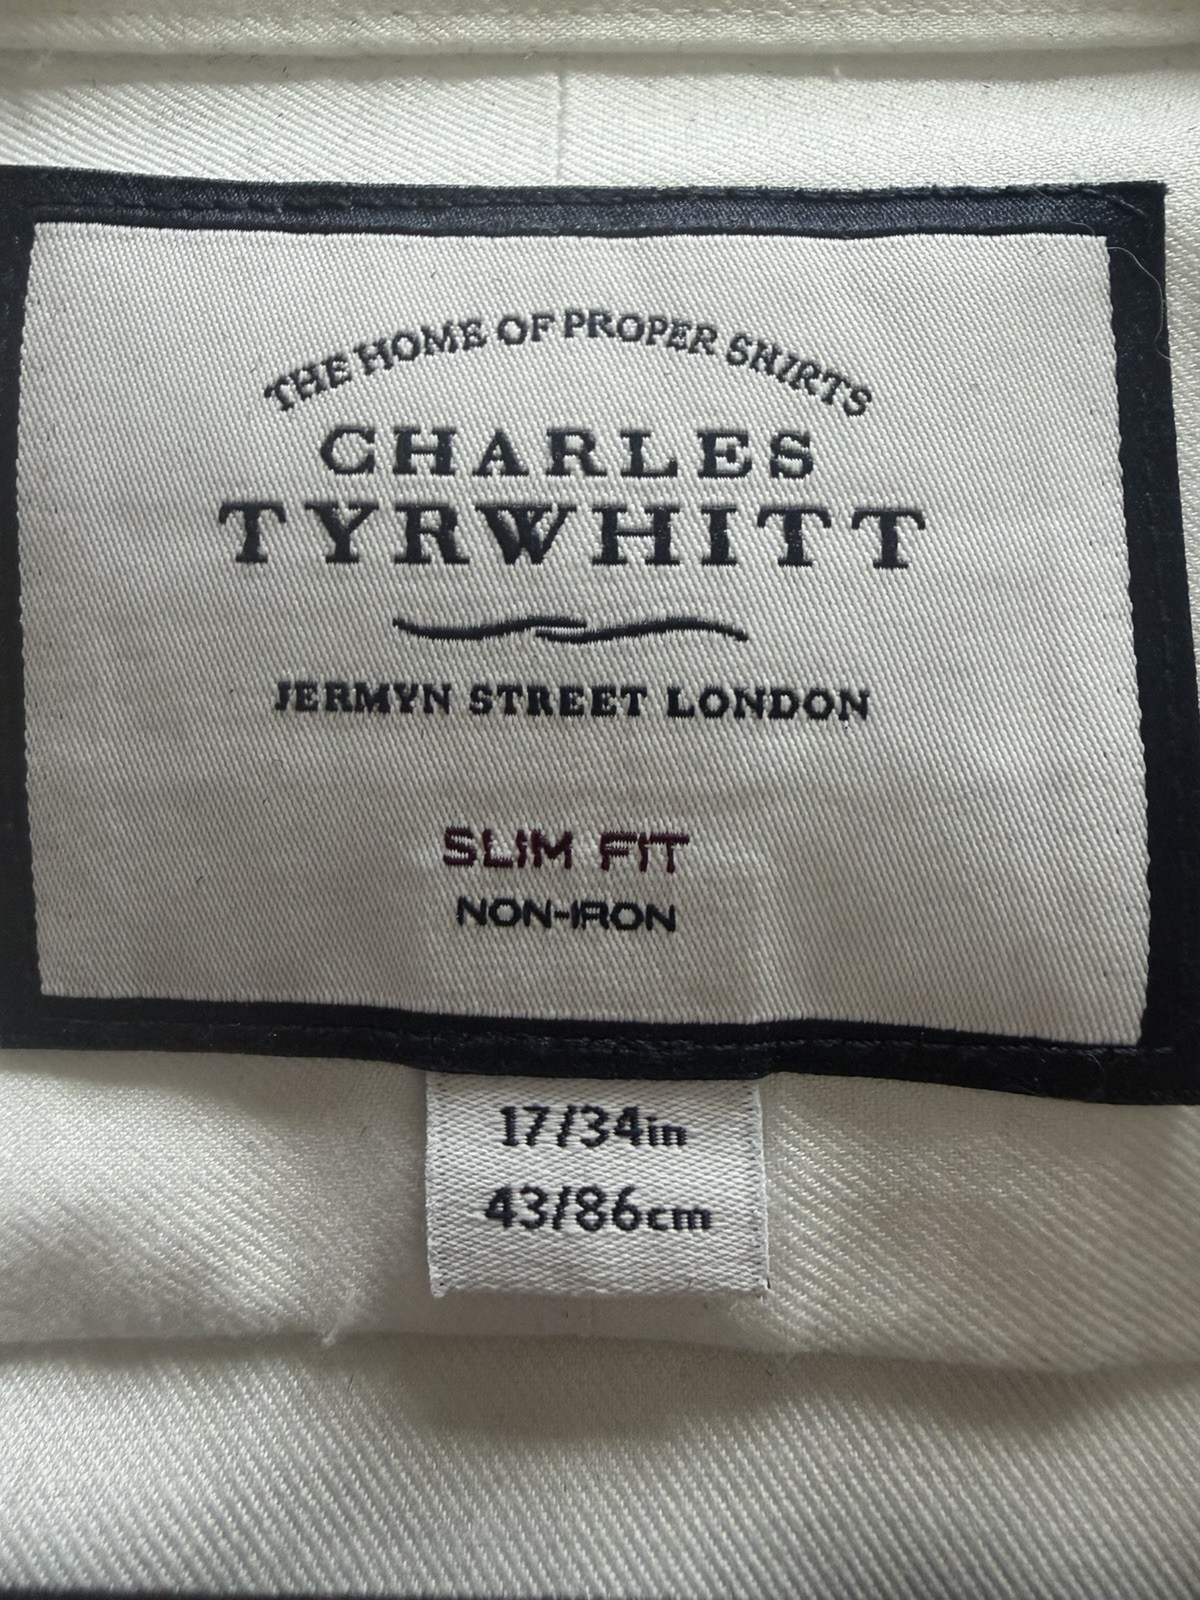 THE HOME OF PROPER SHIRTS
CHARLES
TYRWHITT
JERMYN STREET LONDON
SLIM FIT
NON-IRON
17/34in
43/86cm